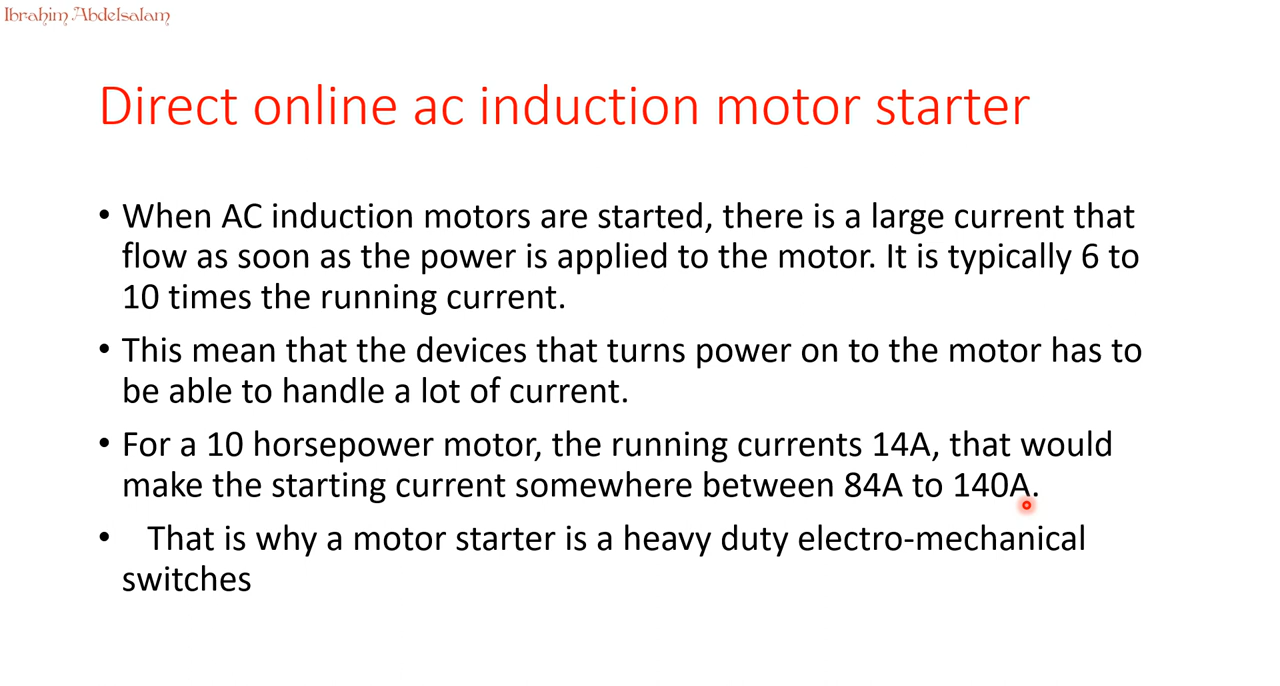 Ibrahim Abdelsalam
Direct online ac induction motor starter
• When AC induction motors are started, there is a large current that
flow as soon as the power is applied to the motor. It is typically 6 to
10 times the running current.
• This mean that the devices that turns power on to the motor has to
be able to handle a lot of current.
• For a 10 horsepower motor, the running currents 14A, that would
make the starting current somewhere between 84A to 140A.
• That is why a motor starter is a heavy duty electro-mechanical
switches